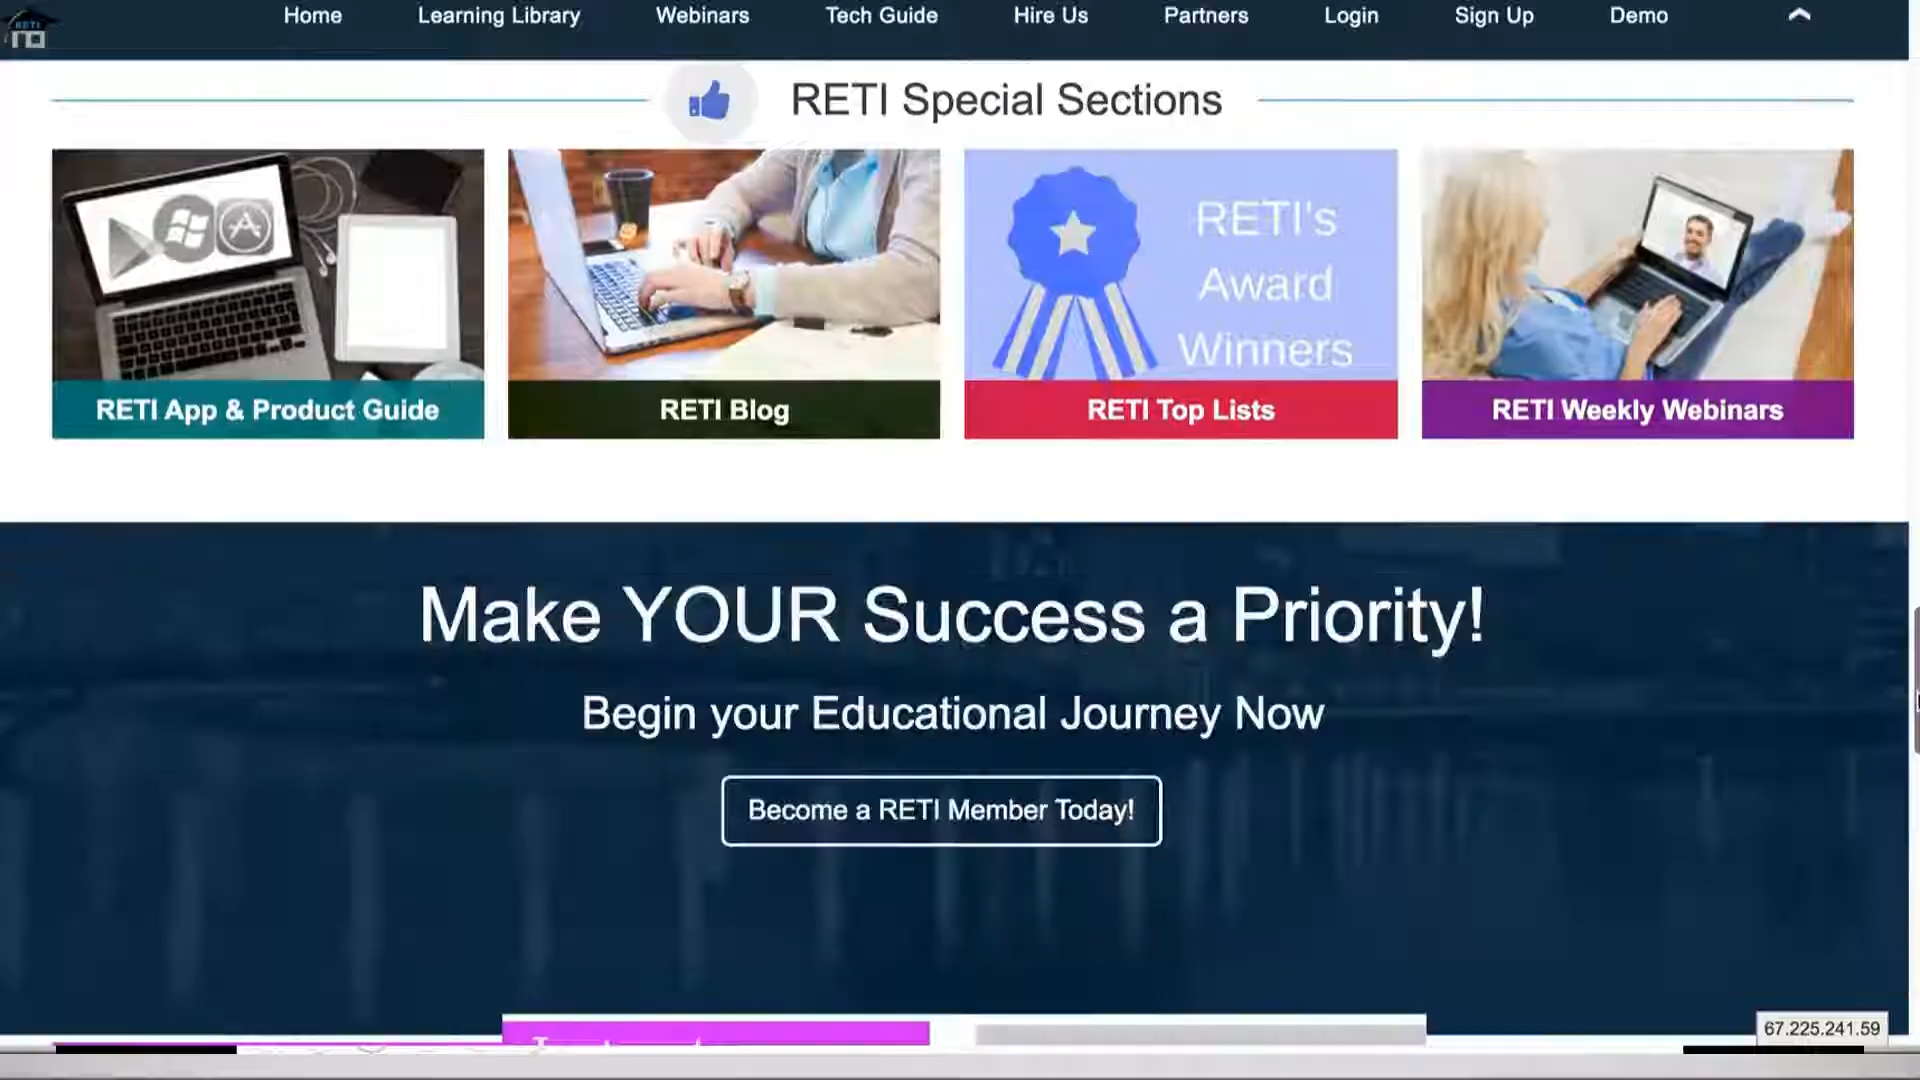 RETI
Home Learning Library Webinars Tech Guide Hire Us Partners Login Sign Up Demo
RETI Special Sections
RETI's
Award
Winners
RETI App & Product Guide
RETI Blog
RETI Top Lists
RETI Weekly Webinars
Make YOUR Success a Priority!
Begin your Educational Journey Now
Become a RETI Member Today!
67.225.241.59